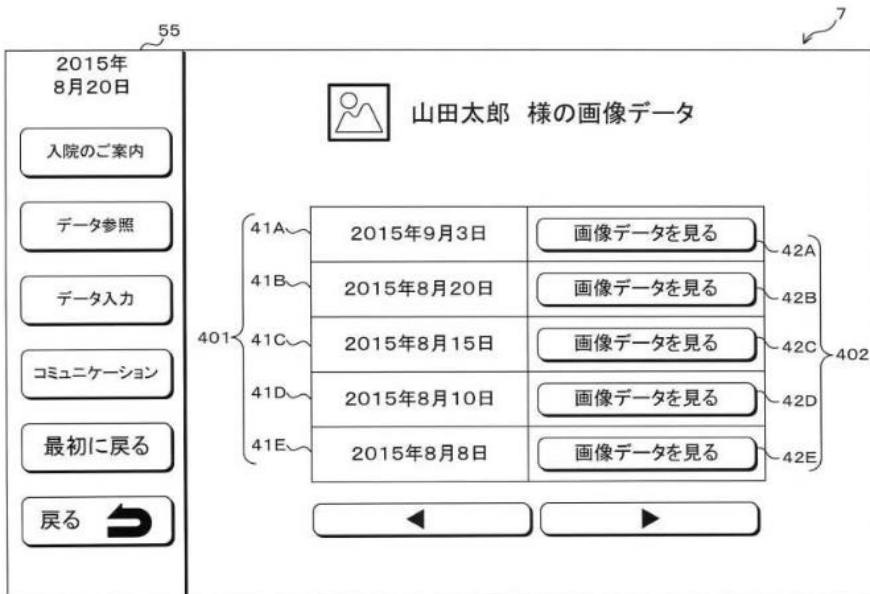 7
55
2015年
8月20日
山田太郎 様の画像データ
入院のご案内
データ参照
データ入力
コミュニケーション
最初に戻る
戻る
401
41A 2015年9月3日 画像データを見る 42A
41B 2015年8月20日 画像データを見る 42B
41C 2015年8月15日 画像データを見る 42C
41D 2015年8月10日 画像データを見る 42D
41E 2015年8月8日 画像データを見る 42E
402
◀ ▶